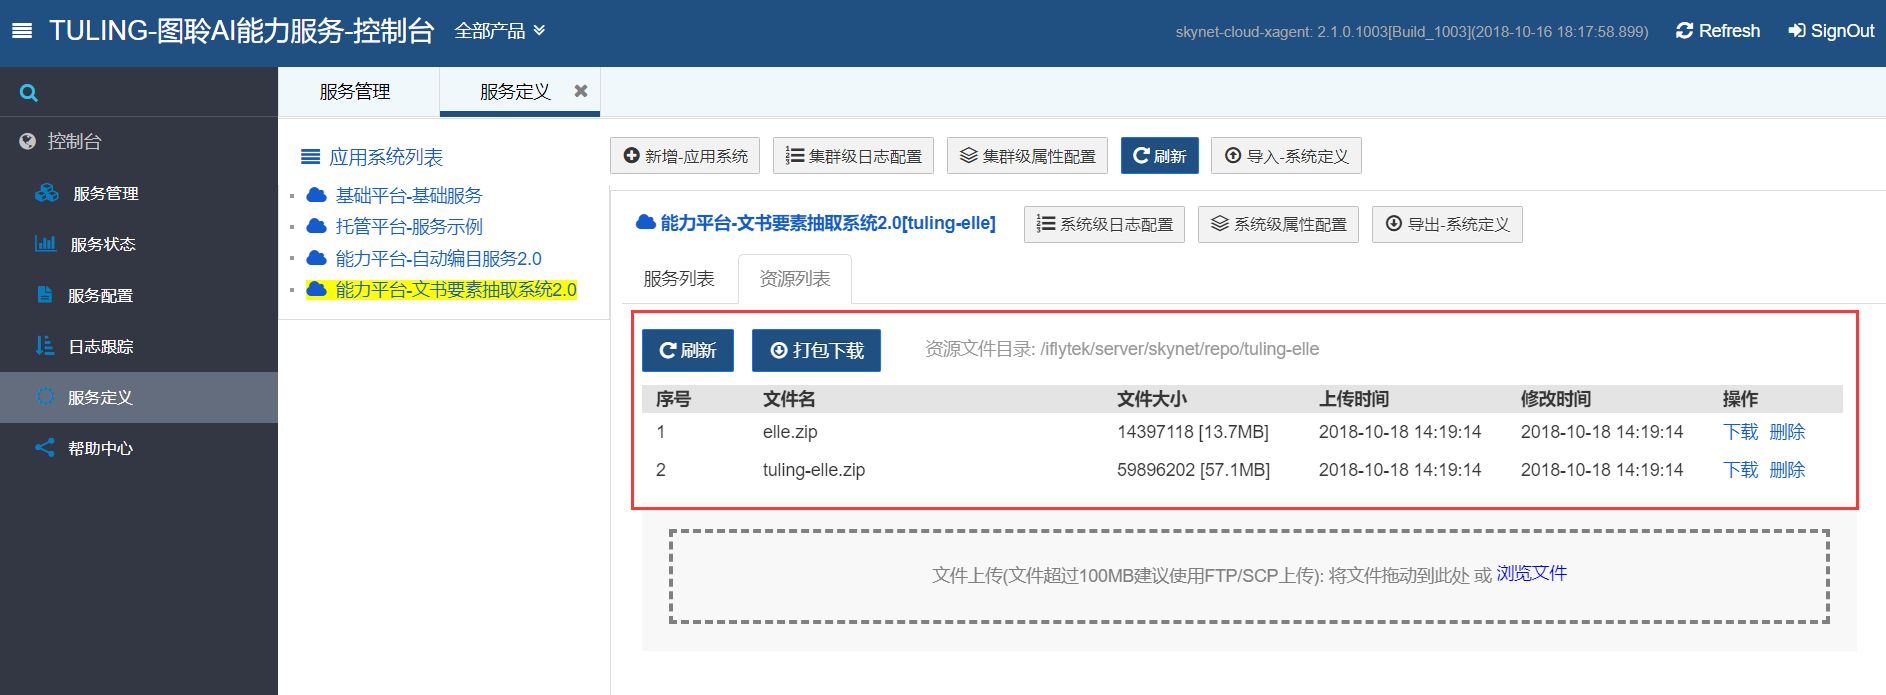 TULING-图聆AI能力服务-控制台 全部产品 skynet-cloud-xagent: 2.1.0.1003[Build_1003](2018-10-16 18:17:58.899) Refresh SignOut
服务管理 服务定义
控制台
服务管理
服务状态
服务配置
日志跟踪
服务定义
帮助中心
应用系统列表
基础平台-基础服务
托管平台-服务示例
能力平台-自动编目服务2.0
能力平台-文书要素抽取系统2.0
新增-应用系统 集群级日志配置 集群级属性配置 刷新 导入-系统定义
能力平台-文书要素抽取系统2.0[tuling-elle] 系统级日志配置 系统级属性配置 导出-系统定义
服务列表 资源列表
刷新 打包下载 资源文件目录: /iflytek/server/skynet/repo/tuling-elle
序号 文件名 文件大小 上传时间 修改时间 操作
1 elle.zip 14397118 [13.7MB] 2018-10-18 14:19:14 2018-10-18 14:19:14 下载 删除
2 tuling-elle.zip 59896202 [57.1MB] 2018-10-18 14:19:14 2018-10-18 14:19:14 下载 删除
文件上传(文件超过100MB建议使用FTP/SCP上传): 将文件拖动到此处 或 浏览文件